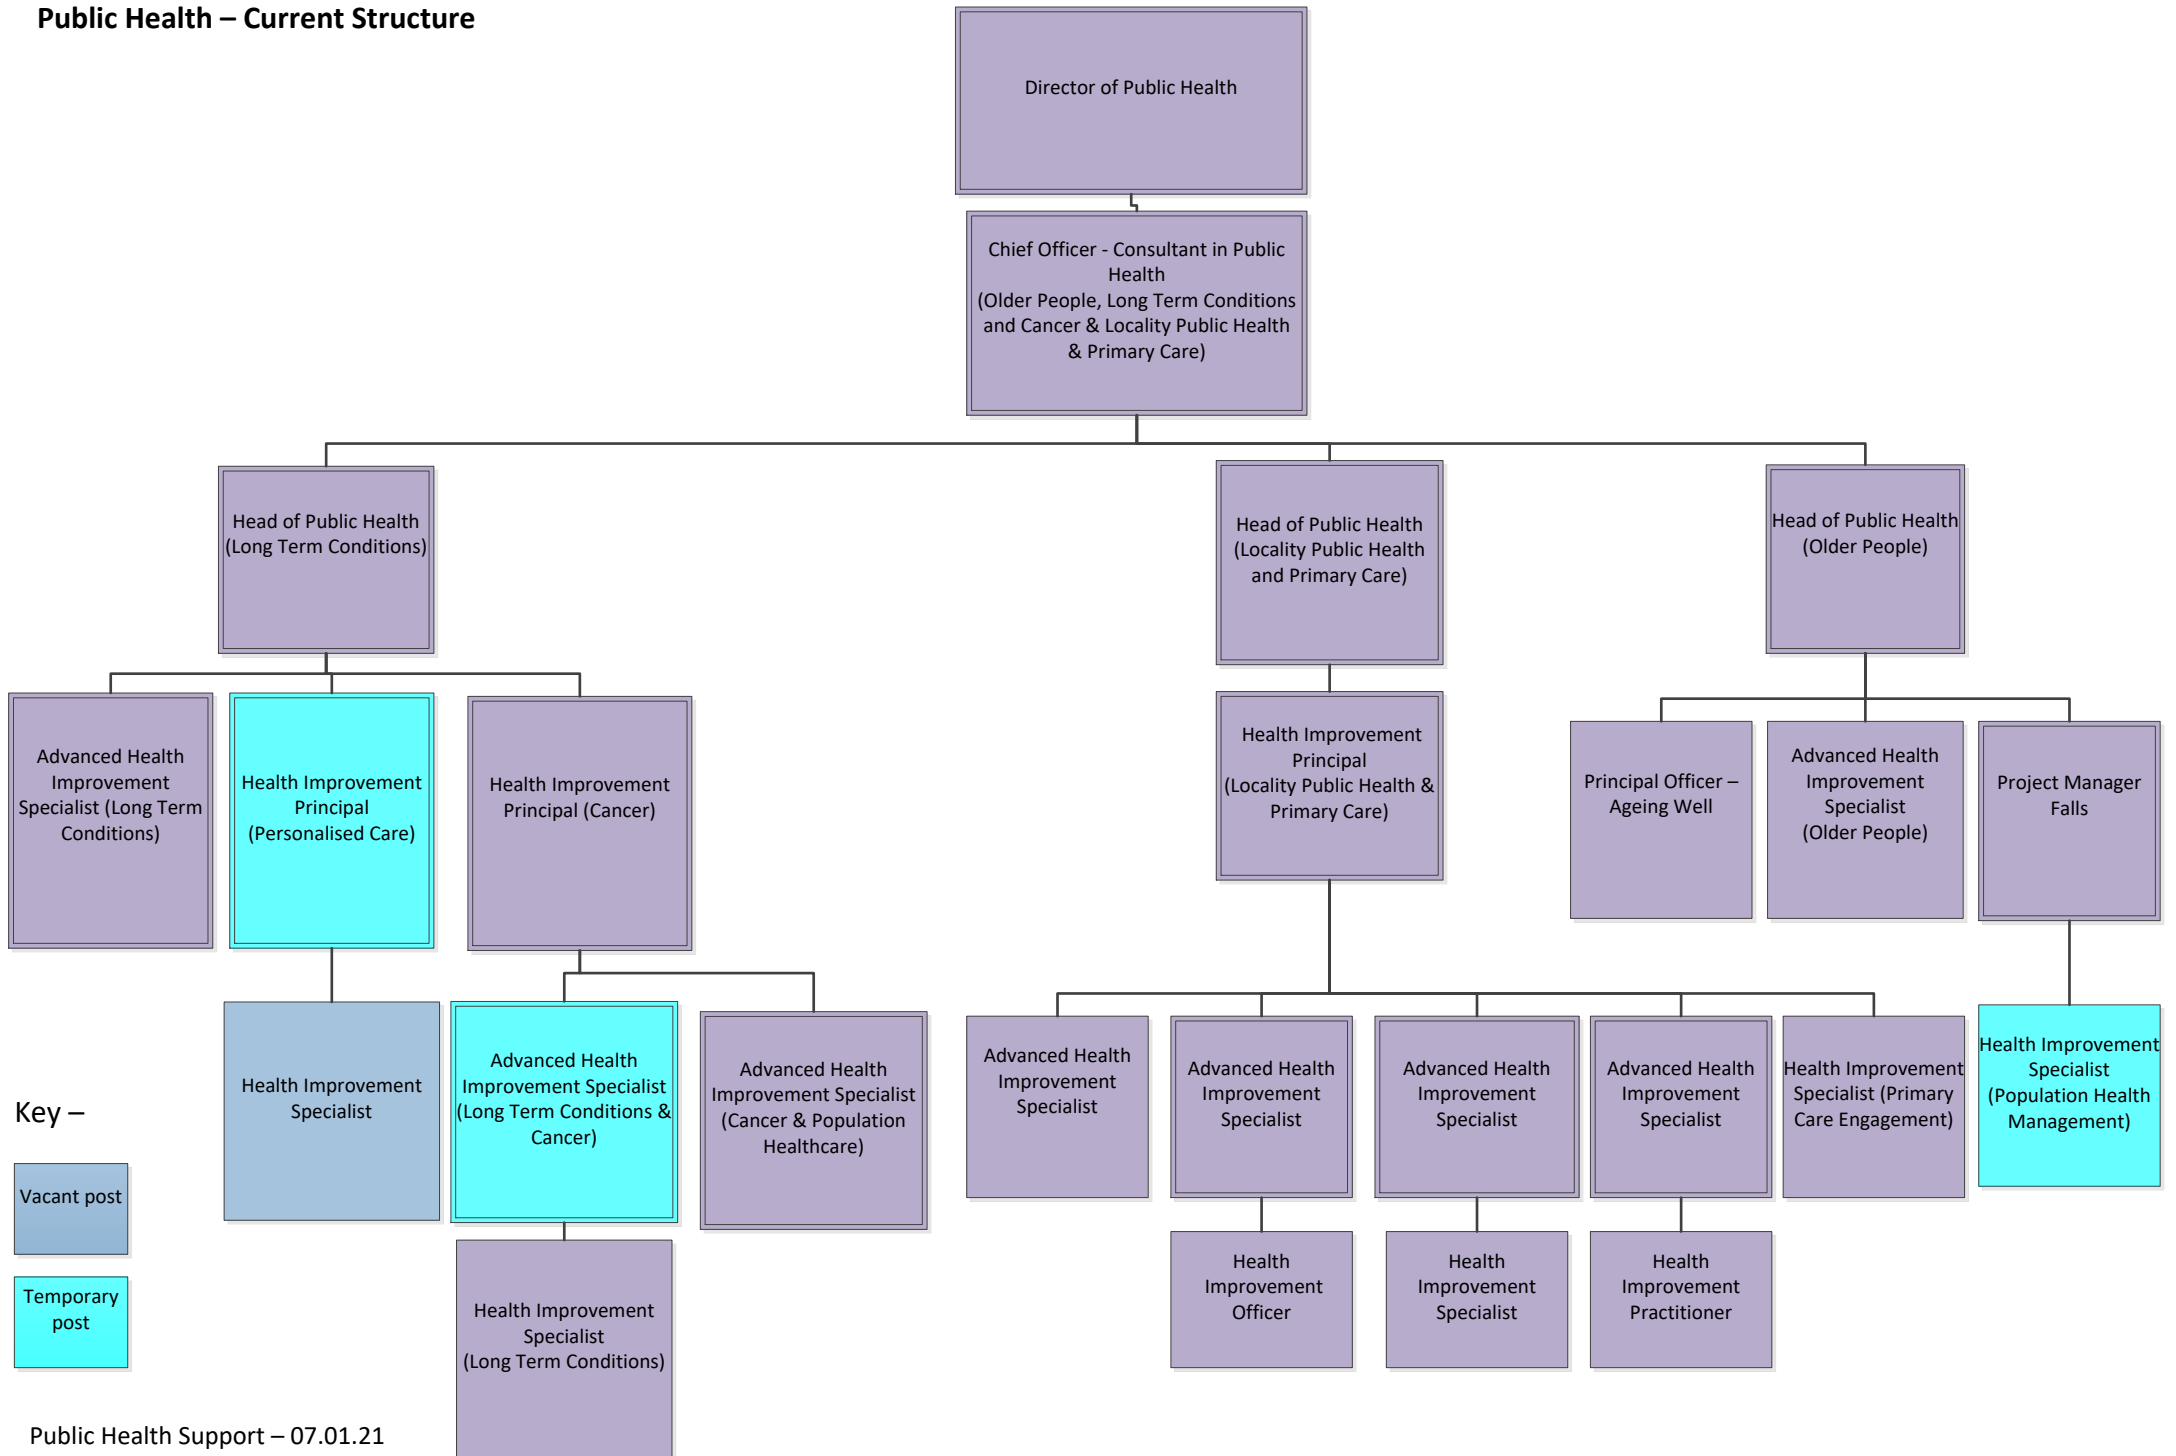 Public Health – Current Structure
Director of Public Health
Chief Officer - Consultant in Public
Health
(Older People, Long Term Conditions
and Cancer & Locality Public Health
& Primary Care)
Head of Public Health
(Long Term Conditions)
Head of Public Health
(Locality Public Health
and Primary Care)
Head of Public Health
(Older People)
Advanced Health
Improvement
Specialist (Long Term
Conditions)
Health Improvement
Principal
(Personalised Care)
Health Improvement
Principal (Cancer)
Health Improvement
Principal
(Locality Public Health &
Primary Care)
Principal Officer –
Ageing Well
Advanced Health
Improvement
Specialist
(Older People)
Project Manager
Falls
Health Improvement
Specialist
Advanced Health
Improvement Specialist
(Long Term Conditions &
Cancer)
Advanced Health
Improvement Specialist
(Cancer & Population
Healthcare)
Advanced Health
Improvement
Specialist
Advanced Health
Improvement
Specialist
Advanced Health
Improvement
Specialist
Advanced Health
Improvement
Specialist
Health Improvement
Specialist (Primary
Care Engagement)
Health Improvement
Specialist
(Population Health
Management)
Health Improvement
Specialist
(Long Term Conditions)
Health
Improvement
Officer
Health
Improvement
Specialist
Health
Improvement
Practitioner
Key –
Vacant post
Temporary
post
Public Health Support – 07.01.21